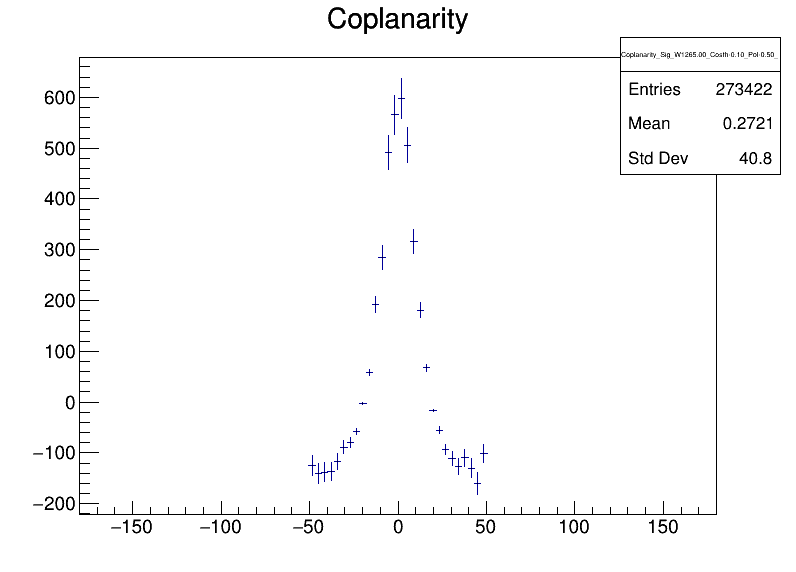 Coplanarity
Coplanarity_Sig_W1265.00_Costh-0.10_Pol-0.50_
Entries 273422
Mean 0.2721
Std Dev 40.8
600
500
400
300
200
100
0
−100
−200
−150 −100 −50 0 50 100 150